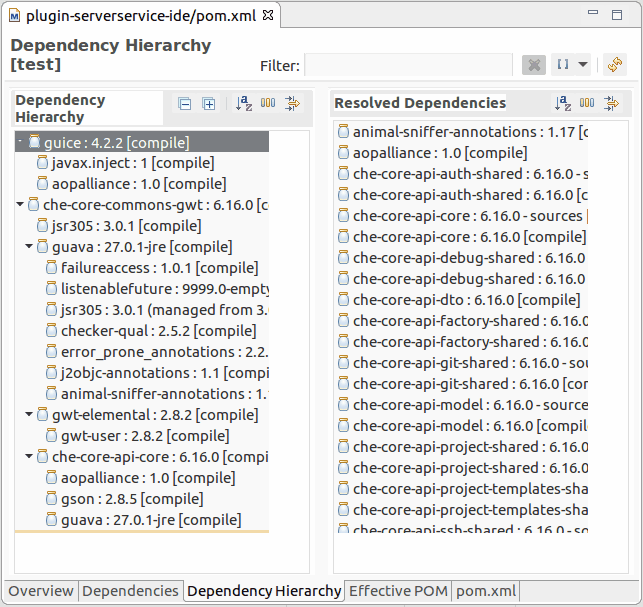 plugin-serverservice-ide/pom.xml
Dependency Hierarchy
[test]
Filter:
Dependency
Hierarchy
guice : 4.2.2 [compile]
javax.inject : 1 [compile]
aopalliance : 1.0 [compile]
che-core-commons-gwt : 6.16.0 [co
jsr305 : 3.0.1 [compile]
guava : 27.0.1-jre [compile]
failureaccess : 1.0.1 [compile]
listenablefuture : 9999.0-empty
jsr305 : 3.0.1 (managed from 3.0
checker-qual : 2.5.2 [compile]
error_prone_annotations : 2.2.
j2objc-annotations : 1.1 [compi
animal-sniffer-annotations : 1.1
gwt-elemental : 2.8.2 [compile]
gwt-user : 2.8.2 [compile]
che-core-api-core : 6.16.0 [compi
aopalliance : 1.0 [compile]
gson : 2.8.5 [compile]
guava : 27.0.1-jre [compile]
Resolved Dependencies
animal-sniffer-annotations : 1.17 [c
aopalliance : 1.0 [compile]
che-core-api-auth-shared : 6.16.0 - s
che-core-api-auth-shared : 6.16.0 [c
che-core-api-core : 6.16.0 - sources [
che-core-api-core : 6.16.0 [compile]
che-core-api-debug-shared : 6.16.0
che-core-api-debug-shared : 6.16.0
che-core-api-dto : 6.16.0 [compile]
che-core-api-factory-shared : 6.16.0
che-core-api-factory-shared : 6.16.0
che-core-api-git-shared : 6.16.0 - sou
che-core-api-git-shared : 6.16.0 [con
che-core-api-model : 6.16.0 - source
che-core-api-model : 6.16.0 [compil
che-core-api-project-shared : 6.16.0
che-core-api-project-shared : 6.16.0
che-core-api-project-templates-sha
che-core-api-project-templates-sha
che-core-api-ssh-shared : 6.16.0 - so
Overview
Dependencies
Dependency Hierarchy
Effective POM
pom.xml